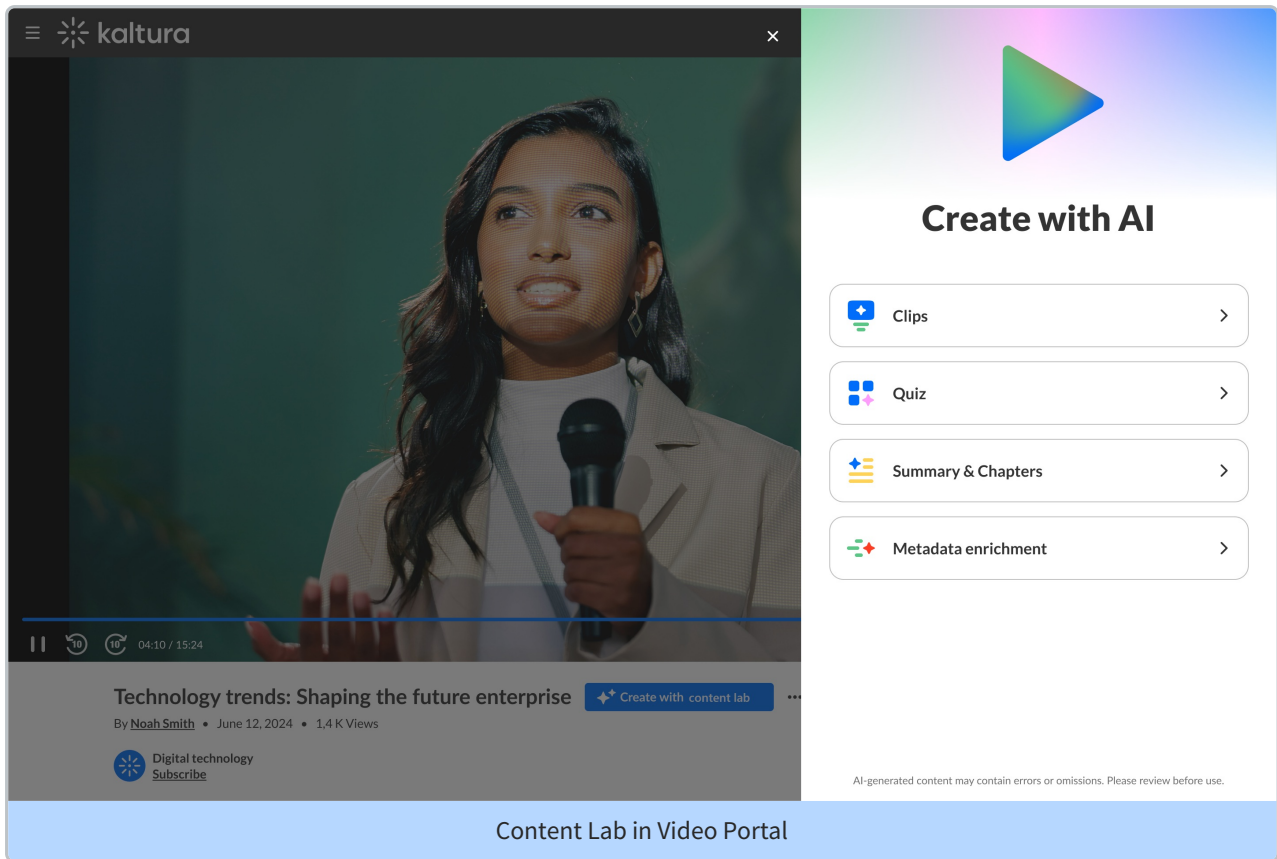 kaltura
10
10
04:10 / 15:24
Technology trends: Shaping the future enterprise
Create with content lab
By Noah Smith • June 12, 2024 • 1,4 K Views
Digital technology
Subscribe
Create with AI
Clips
Quiz
Summary & Chapters
Metadata enrichment
AI-generated content may contain errors or omissions. Please review before use.
Content Lab in Video Portal